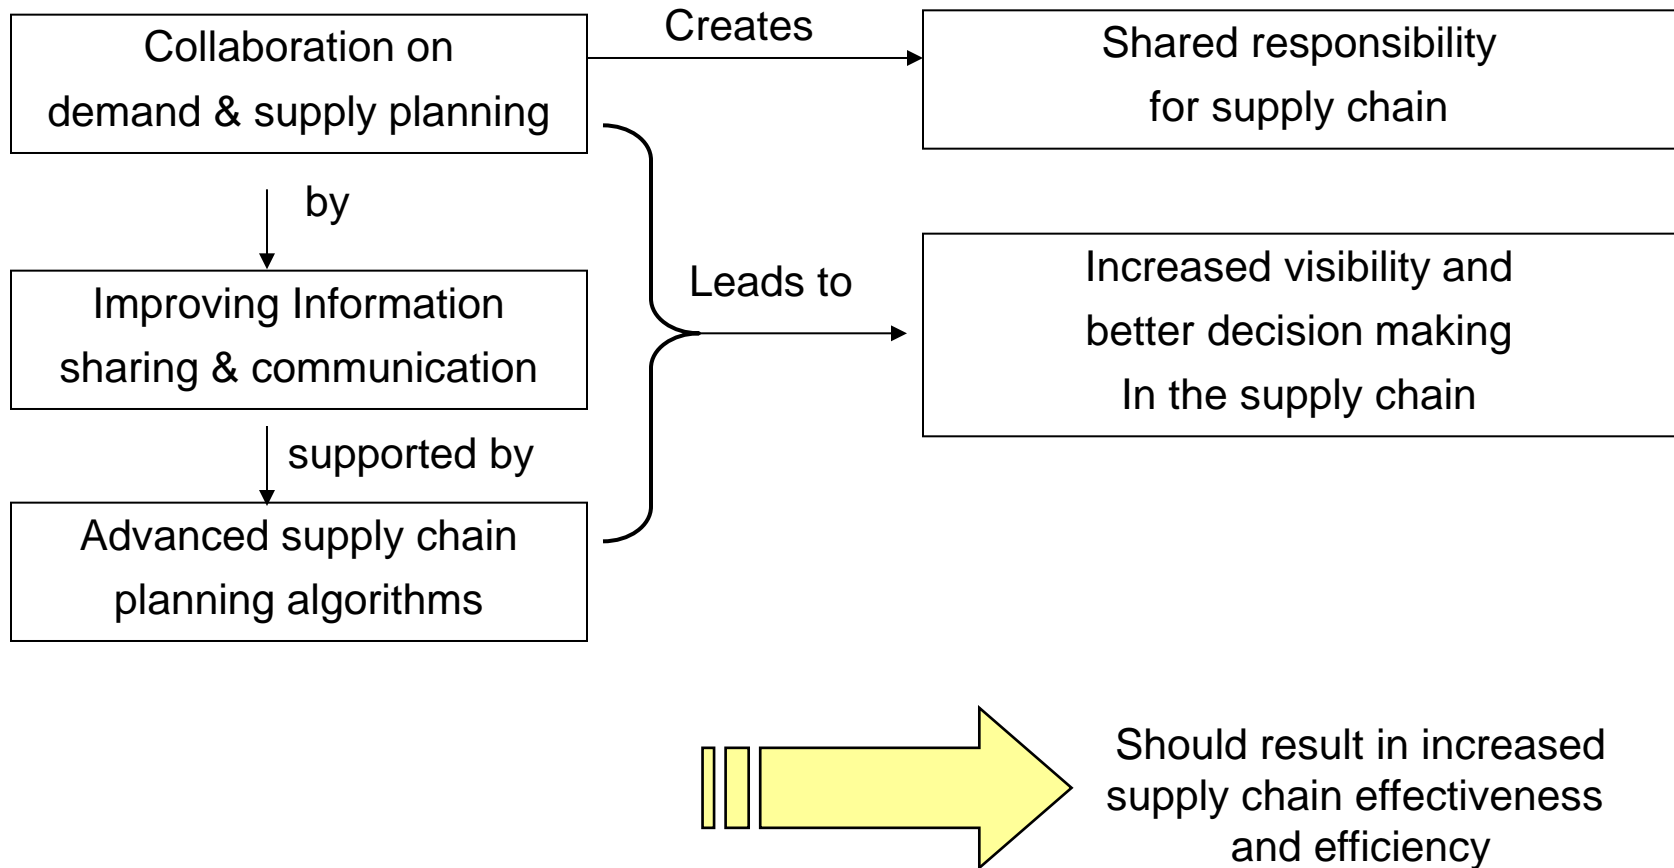 Collaboration on
demand & supply planning
Creates
Shared responsibility
for supply chain
by
Improving Information
sharing & communication
Leads to
Increased visibility and
better decision making
In the supply chain
supported by
Advanced supply chain
planning algorithms
Should result in increased
supply chain effectiveness
and efficiency